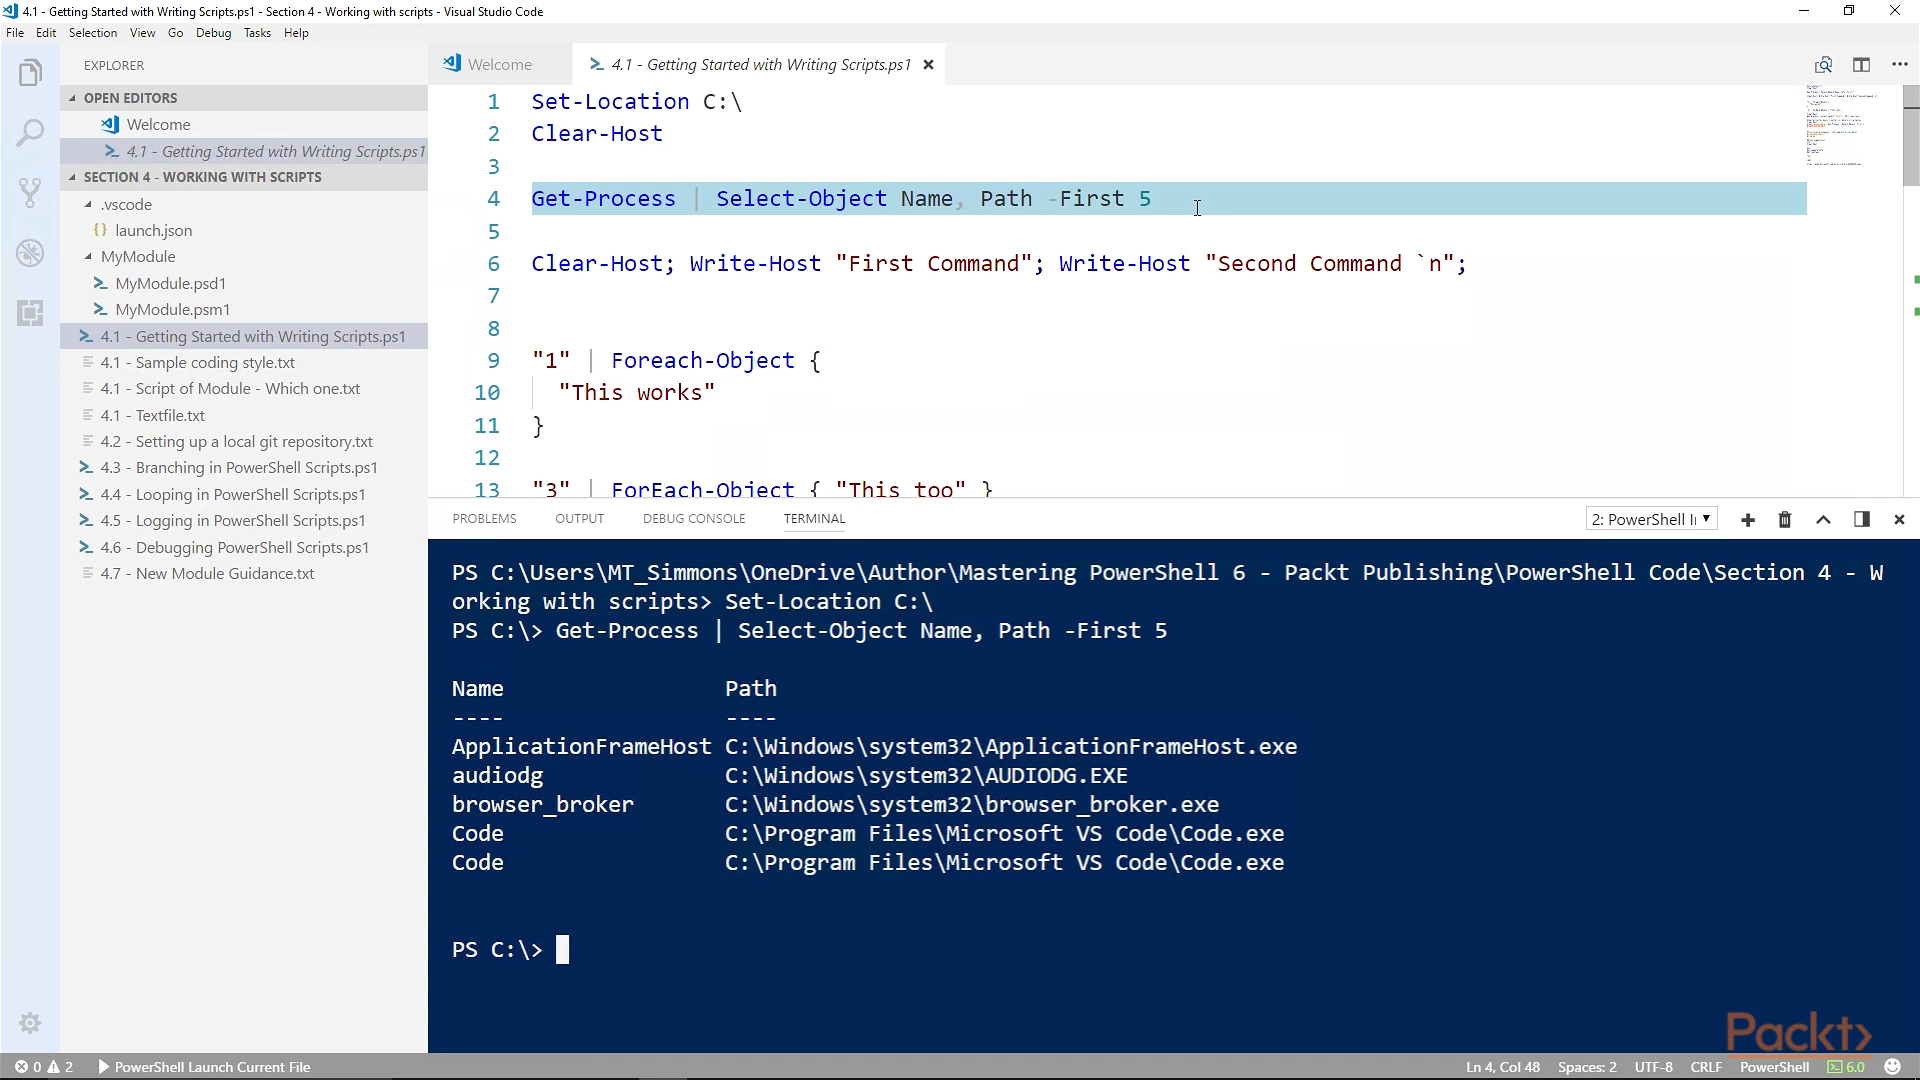 4.1 - Getting Started with Writing Scripts.ps1 - Section 4 - Working with scripts - Visual Studio Code
File Edit Selection View Go Debug Tasks Help
EXPLORER
OPEN EDITORS
Welcome
4.1 - Getting Started with Writing Scripts.ps1
SECTION 4 - WORKING WITH SCRIPTS
.vscode
{} launch.json
MyModule
MyModule.psd1
MyModule.psm1
4.1 - Getting Started with Writing Scripts.ps1
4.1 - Sample coding style.txt
4.1 - Script of Module - Which one.txt
4.1 - Textfile.txt
4.2 - Setting up a local git repository.txt
4.3 - Branching in PowerShell Scripts.ps1
4.4 - Looping in PowerShell Scripts.ps1
4.5 - Logging in PowerShell Scripts.ps1
4.6 - Debugging PowerShell Scripts.ps1
4.7 - New Module Guidance.txt
Welcome 4.1 - Getting Started with Writing Scripts.ps1
1 Set-Location C:\
2 Clear-Host
3
4 Get-Process | Select-Object Name, Path -First 5
5
6 Clear-Host; Write-Host "First Command"; Write-Host "Second Command `n";
7
8
9 "1" | Foreach-Object {
10 "This works"
11 }
12
13 "3" | ForEach-Object { "This too" }
PROBLEMS OUTPUT DEBUG CONSOLE TERMINAL
2: PowerShell I
PS C:\Users\MT_Simmons\OneDrive\Author\Mastering PowerShell 6 - Packt Publishing\PowerShell Code\Section 4 - W
orking with scripts> Set-Location C:\
PS C:\> Get-Process | Select-Object Name, Path -First 5
Name Path
---- ----
ApplicationFrameHost C:\Windows\system32\ApplicationFrameHost.exe
audiodg C:\Windows\system32\AUDIODG.EXE
browser_broker C:\Windows\system32\browser_broker.exe
Code C:\Program Files\Microsoft VS Code\Code.exe
Code C:\Program Files\Microsoft VS Code\Code.exe
PS C:\>
Packt>
0 2 PowerShell Launch Current File Ln 4, Col 48 Spaces: 2 UTF-8 CRLF PowerShell 6.0